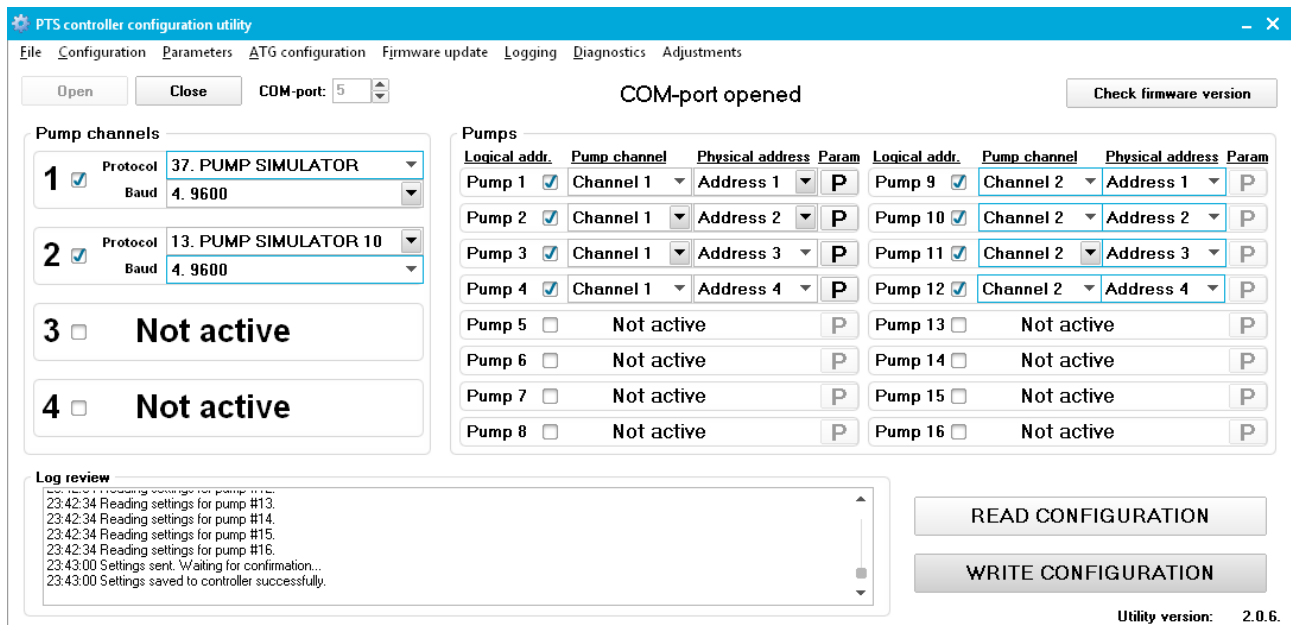 PTS controller configuration utility
File Configuration Parameters ATG configuration Firmware update Logging Diagnostics Adjustments
Open Close COM-port: 5 COM-port opened Check firmware version
Pump channels
1 Protocol 37. PUMP SIMULATOR
Baud 4. 9600
2 Protocol 13. PUMP SIMULATOR 10
Baud 4. 9600
3 Not active
4 Not active
Pumps
Logical addr. Pump channel Physical address Param Logical addr. Pump channel Physical address Param
Pump 1 Channel 1 Address 1 P Pump 9 Channel 2 Address 1 P
Pump 2 Channel 1 Address 2 P Pump 10 Channel 2 Address 2 P
Pump 3 Channel 1 Address 3 P Pump 11 Channel 2 Address 3 P
Pump 4 Channel 1 Address 4 P Pump 12 Channel 2 Address 4 P
Pump 5 Not active P Pump 13 Not active P
Pump 6 Not active P Pump 14 Not active P
Pump 7 Not active P Pump 15 Not active P
Pump 8 Not active P Pump 16 Not active P
Log review
Reading settings for pump #12.
23:42:34 Reading settings for pump #13.
23:42:34 Reading settings for pump #14.
23:42:34 Reading settings for pump #15.
23:42:34 Reading settings for pump #16.
23:43:00 Settings sent. Waiting for confirmation...
23:43:00 Settings saved to controller successfully.
READ CONFIGURATION
WRITE CONFIGURATION
Utility version: 2.0.6.